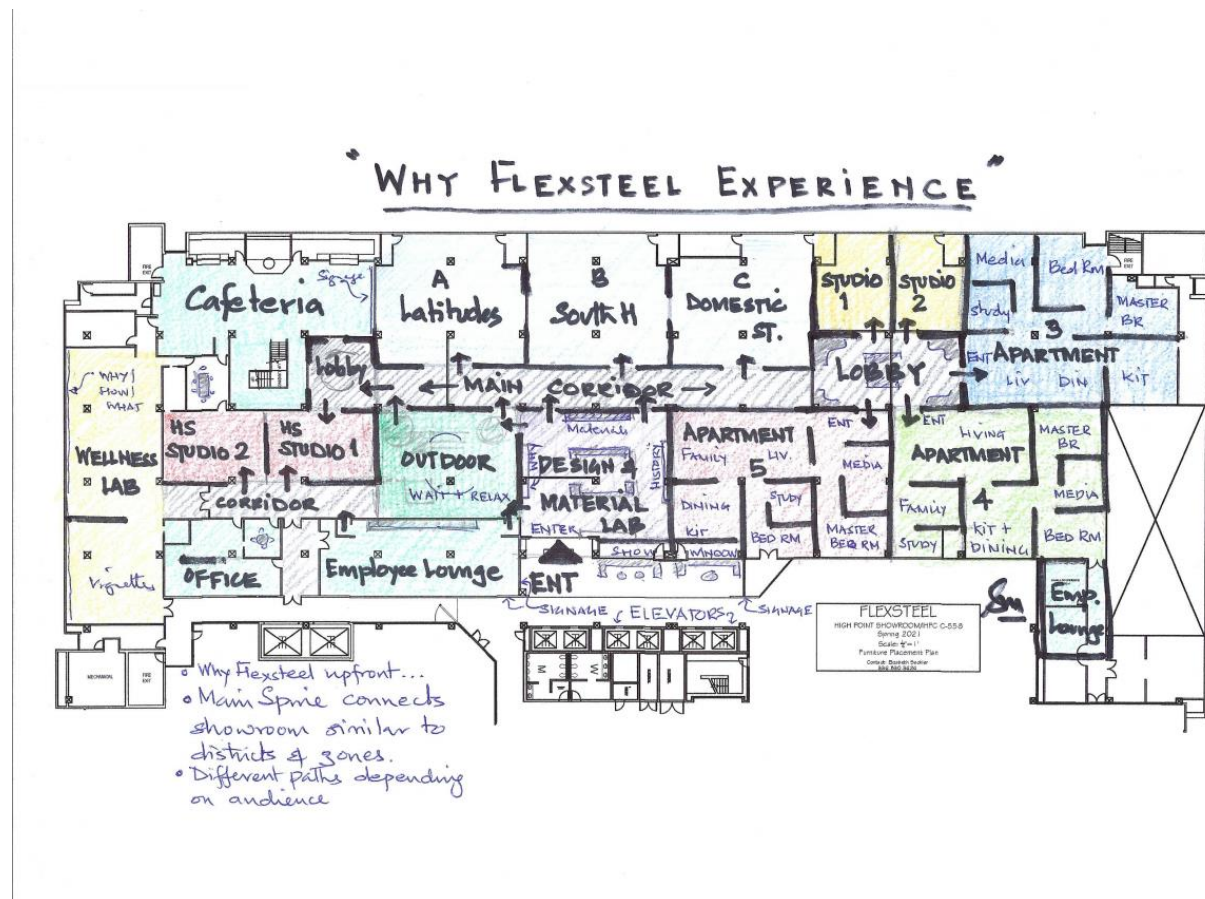 "WHY FLEXSTEEL EXPERIENCE"
FIRE
EXIT
Cafeteria
Signage
A
Latitudes
B
South H
C
DOMESTIC
ST.
STUDIO
1
STUDIO
2
Media
Bed Rm
Study
MASTER
BR
3
ENT
APARTMENT
LIV
DIN
KIT
FIRE
EXIT
Lobby
MAIN CORRIDOR
LOBBY
WHY/
HOW/
WHAT
WELLNESS
LAB
Vignettes
HS
STUDIO 2
HS
STUDIO 1
CORRIDOR
OUTDOOR
WAIT + RELAX
Materials
DESIGN &
MATERIAL
LAB
HISTORY
ENTER
APARTMENT
5
FAMILY
LIV.
ENT
MEDIA
DINING
STUDY
KIT
BED RM
MASTER
BED RM
ENT
LIVING
APARTMENT
4
MASTER
BR
FAMILY
MEDIA
STUDY
KIT +
DINING
BED RM
OFFICE
Employee Lounge
ENT
SHOW WINDOW
SIGNAGE
ELEVATORS
SIGNAGE
Emp.
Lounge
M
W
MECHANICAL
FIRE
EXIT
FLEXSTEEL
HIGH POINT SHOWROOM/HPC C-558
Spring 2021
Furniture Placement Plan
• Why Flexsteel upfront...
• Main Spine connects
showroom similar to
districts & zones.
• Different paths depending
on audience